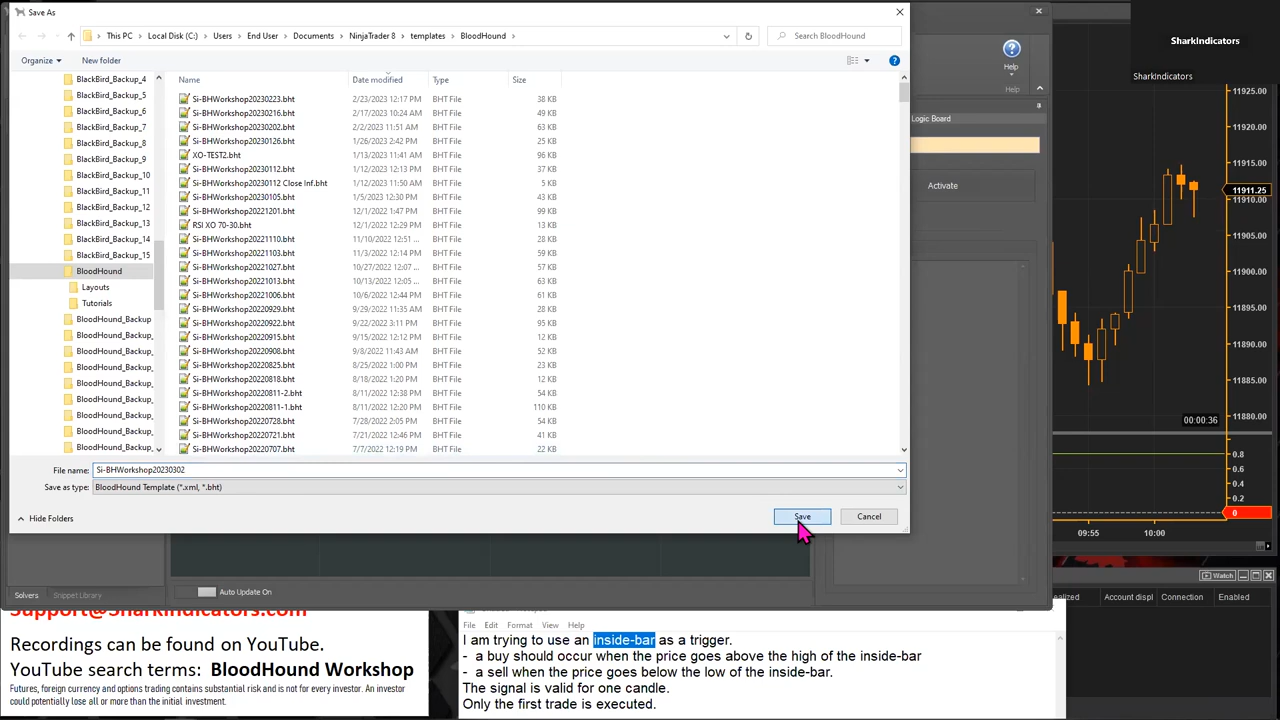 Save As
This PC > Local Disk (C:) > Users > End User > Documents > NinjaTrader 8 > templates > BloodHound >
Search BloodHound
Organize
New folder
BlackBird_Backup_4
BlackBird_Backup_5
BlackBird_Backup_6
BlackBird_Backup_7
BlackBird_Backup_8
BlackBird_Backup_9
BlackBird_Backup_10
BlackBird_Backup_11
BlackBird_Backup_12
BlackBird_Backup_13
BlackBird_Backup_14
BlackBird_Backup_15
BloodHound
Layouts
Tutorials
BloodHound_Backup
BloodHound_Backup_
BloodHound_Backup_
BloodHound_Backup_
BloodHound_Backup_
BloodHound_Backup_
BloodHound_Backup_
BloodHound_Backup_
BloodHound_Backup_
Name Date modified Type Size
Si-BHWorkshop20230223.bht 2/23/2023 12:17 PM BHT File 38 KB
Si-BHWorkshop20230216.bht 2/17/2023 10:24 AM BHT File 49 KB
Si-BHWorkshop20230202.bht 2/2/2023 11:51 AM BHT File 63 KB
Si-BHWorkshop20230126.bht 1/26/2023 2:42 PM BHT File 25 KB
XO-TEST2.bht 1/13/2023 11:41 AM BHT File 96 KB
Si-BHWorkshop20230112.bht 1/12/2023 12:13 PM BHT File 37 KB
Si-BHWorkshop20230112 Close Inf.bht 1/12/2023 11:50 AM BHT File 5 KB
Si-BHWorkshop20230105.bht 1/5/2023 12:30 PM BHT File 43 KB
Si-BHWorkshop20221201.bht 12/1/2022 1:47 PM BHT File 99 KB
RSI XO 70-30.bht 12/1/2022 12:29 PM BHT File 13 KB
Si-BHWorkshop20221110.bht 11/10/2022 12:51 ... BHT File 28 KB
Si-BHWorkshop20221103.bht 11/3/2022 12:14 PM BHT File 59 KB
Si-BHWorkshop20221027.bht 10/27/2022 12:07 ... BHT File 57 KB
Si-BHWorkshop20221013.bht 10/13/2022 12:05 ... BHT File 41 KB
Si-BHWorkshop20221006.bht 10/6/2022 12:44 PM BHT File 61 KB
Si-BHWorkshop20220929.bht 9/29/2022 11:35 AM BHT File 28 KB
Si-BHWorkshop20220922.bht 9/22/2022 3:11 PM BHT File 95 KB
Si-BHWorkshop20220915.bht 9/15/2022 12:12 PM BHT File 12 KB
Si-BHWorkshop20220908.bht 9/8/2022 11:43 AM BHT File 52 KB
Si-BHWorkshop20220825.bht 8/25/2022 1:00 PM BHT File 23 KB
Si-BHWorkshop20220818.bht 8/18/2022 1:20 PM BHT File 12 KB
Si-BHWorkshop20220811-2.bht 8/11/2022 12:38 PM BHT File 54 KB
Si-BHWorkshop20220811-1.bht 8/11/2022 12:20 PM BHT File 110 KB
Si-BHWorkshop20220728.bht 7/28/2022 2:05 PM BHT File 54 KB
Si-BHWorkshop20220721.bht 7/21/2022 12:46 PM BHT File 41 KB
Si-BHWorkshop20220707.bht 7/7/2022 12:19 PM BHT File 22 KB
File name: Si-BHWorkshop20230302
Save as type: BloodHound Template (*.xml, *.bht)
Hide Folders
Save
Cancel
Help
Help
Logic Board
Activate
SharkIndicators
SharkIndicators
11925.00
11920.00
11915.00
11911.25
11910.00
11905.00
11900.00
11895.00
11890.00
11885.00
11880.00
00:00:36
0.8
0.6
0.4
0.2
0
09:55 10:00
Solvers Snippet Library
Auto Update On
Watch
ealized Account displ Connection Enabled
Support@SharkIndicators.com
Recordings can be found on YouTube.
YouTube search terms: BloodHound Workshop
Futures, foreign currency and options trading contains substantial risk and is not for every investor. An investor
could potentially lose all or more than the initial investment.
File Edit Format View Help
I am trying to use an inside-bar as a trigger.
- a buy should occur when the price goes above the high of the inside-bar
- a sell when the price goes below the low of the inside-bar.
The signal is valid for one candle.
Only the first trade is executed.